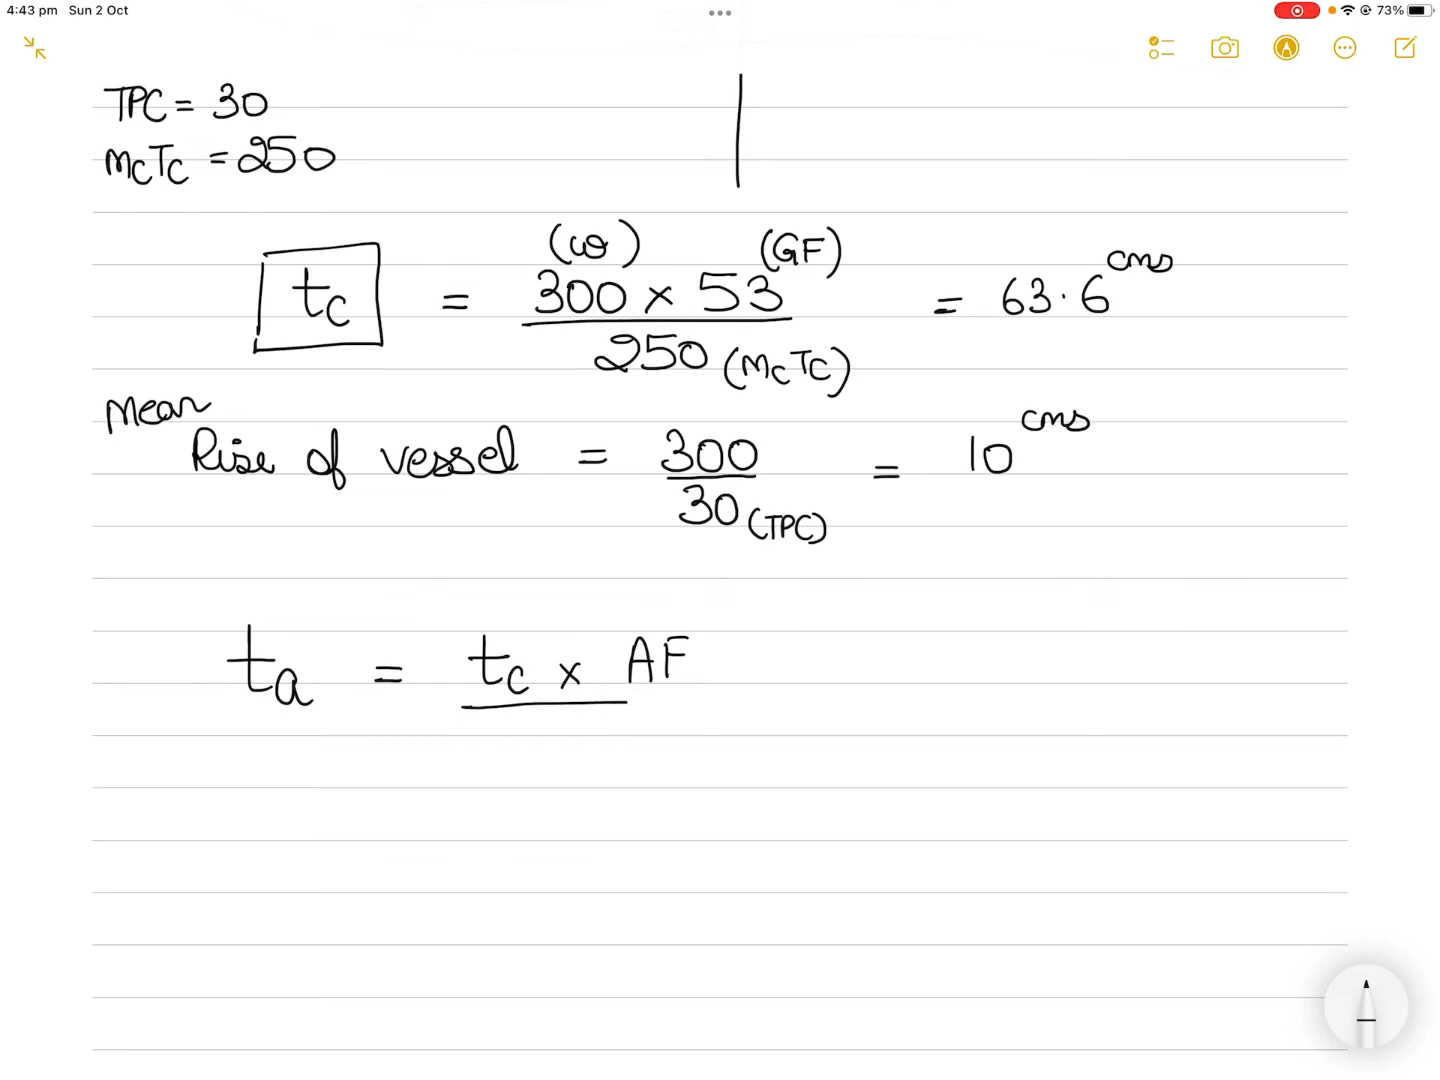 4:43 pm Sun 2 Oct
73%
TPC = 30
MCTC = 250
(w) (GF)
tc = 300 x 53 = 63.6 cms
250 (MCTC)
Mean
Rise of vessel = 300 = 10 cms
30 (TPC)
ta = tc x AF